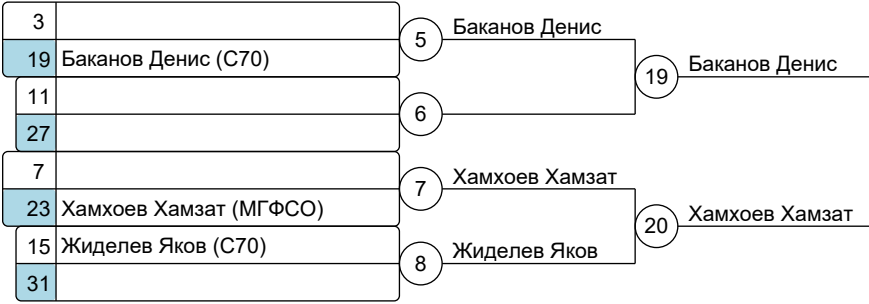 3
19 Баканов Денис (С70)
5 Баканов Денис
11
27
6
19 Баканов Денис
7
23 Хамхоев Хамзат (МГФСО)
7 Хамхоев Хамзат
15 Жиделев Яков (С70)
31
8 Жиделев Яков
20 Хамхоев Хамзат